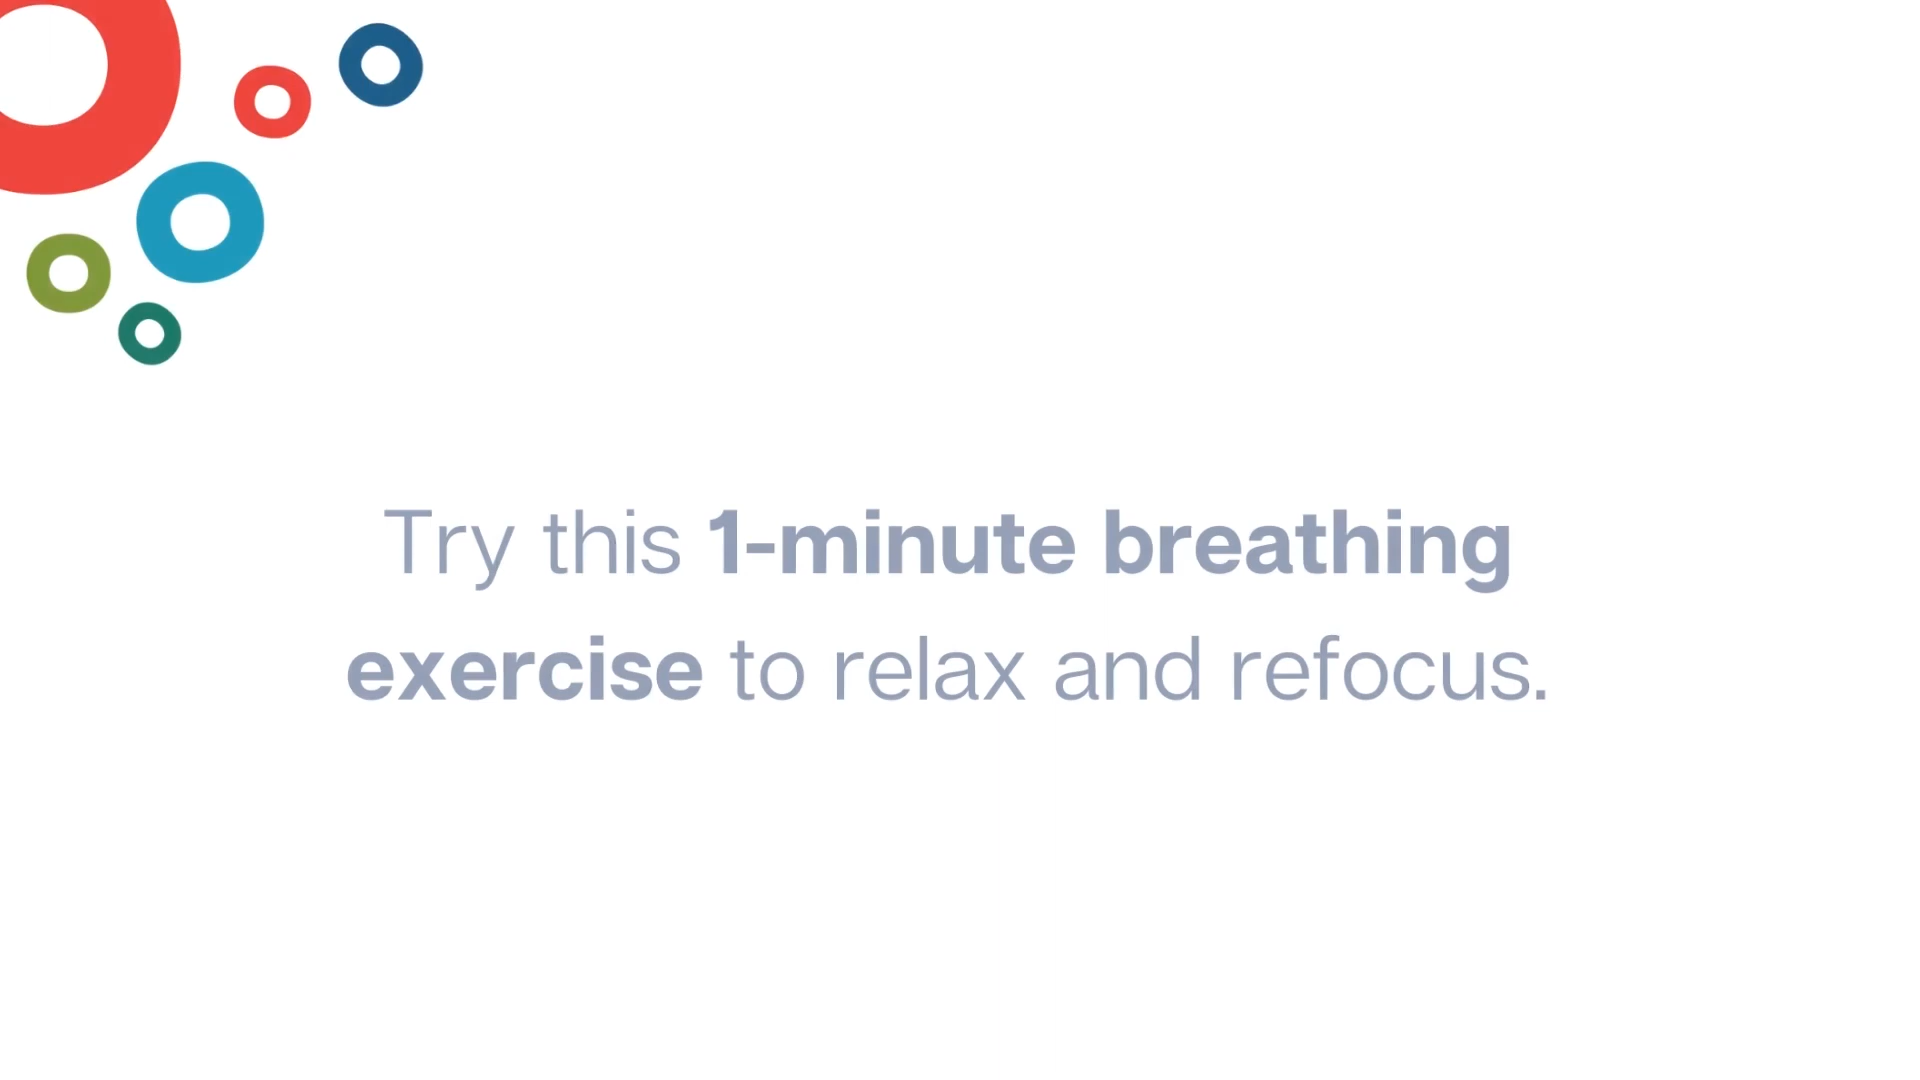 Try this 1-minute breathing
exercise to relax and refocus.